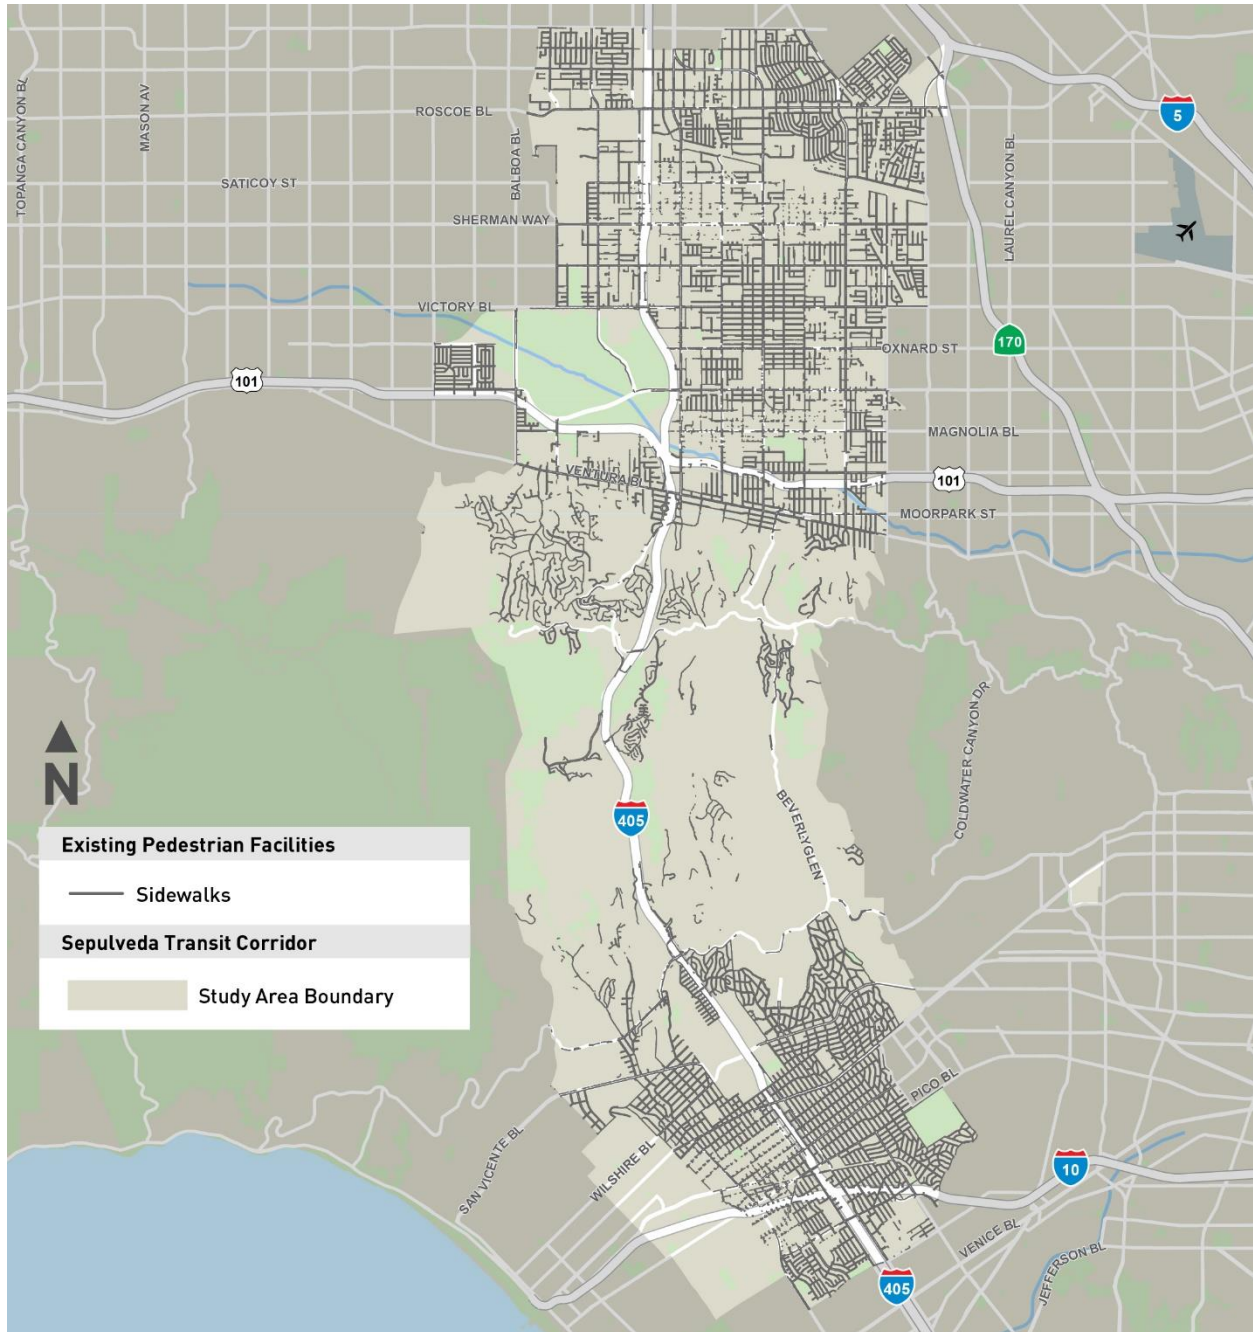 TOPANGA CANYON BL
MASON AV
ROSCOE BL
BALBOA BL
SATICOY ST
SHERMAN WAY
5
LAUREL CANYON BL
VICTORY BL
OXNARD ST
170
101
MAGNOLIA BL
VENTURA BL
101
MOORPARK ST
COLDWATER CANYON DR
N
405
BEVERLYGLEN
Existing Pedestrian Facilities
Sidewalks
Sepulveda Transit Corridor
Study Area Boundary
PICO BL
SAN VICENTE BL
WILSHIRE BL
10
VENICE BL
JEFFERSON BL
405